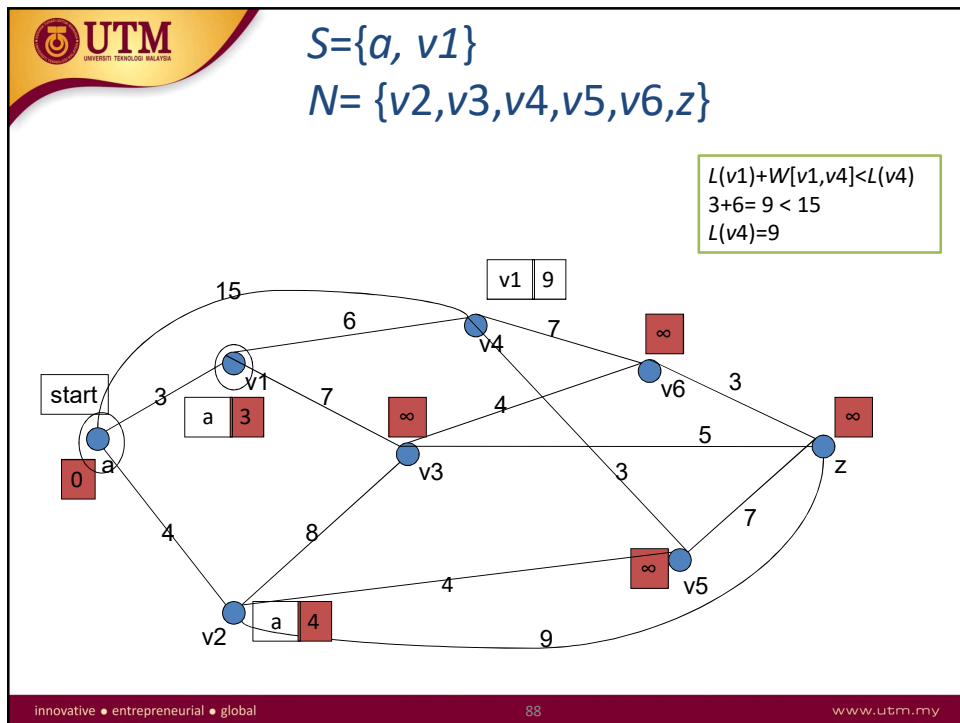 UTM
UNIVERSITI TEKNOLOGI MALAYSIA
S={a, v1}
N= {v2,v3,v4,v5,v6,z}
L(v1)+W[v1,v4]<L(v4)
3+6= 9 < 15
L(v4)=9
v1 9
15
6
v4
7
∞
v6
3
start
3
v1
7
a 3
∞
4
∞
5
a
0
v3
z
3
4
8
7
∞
v5
4
v2
a 4
9
innovative ● entrepreneurial ● global
88
www.utm.my